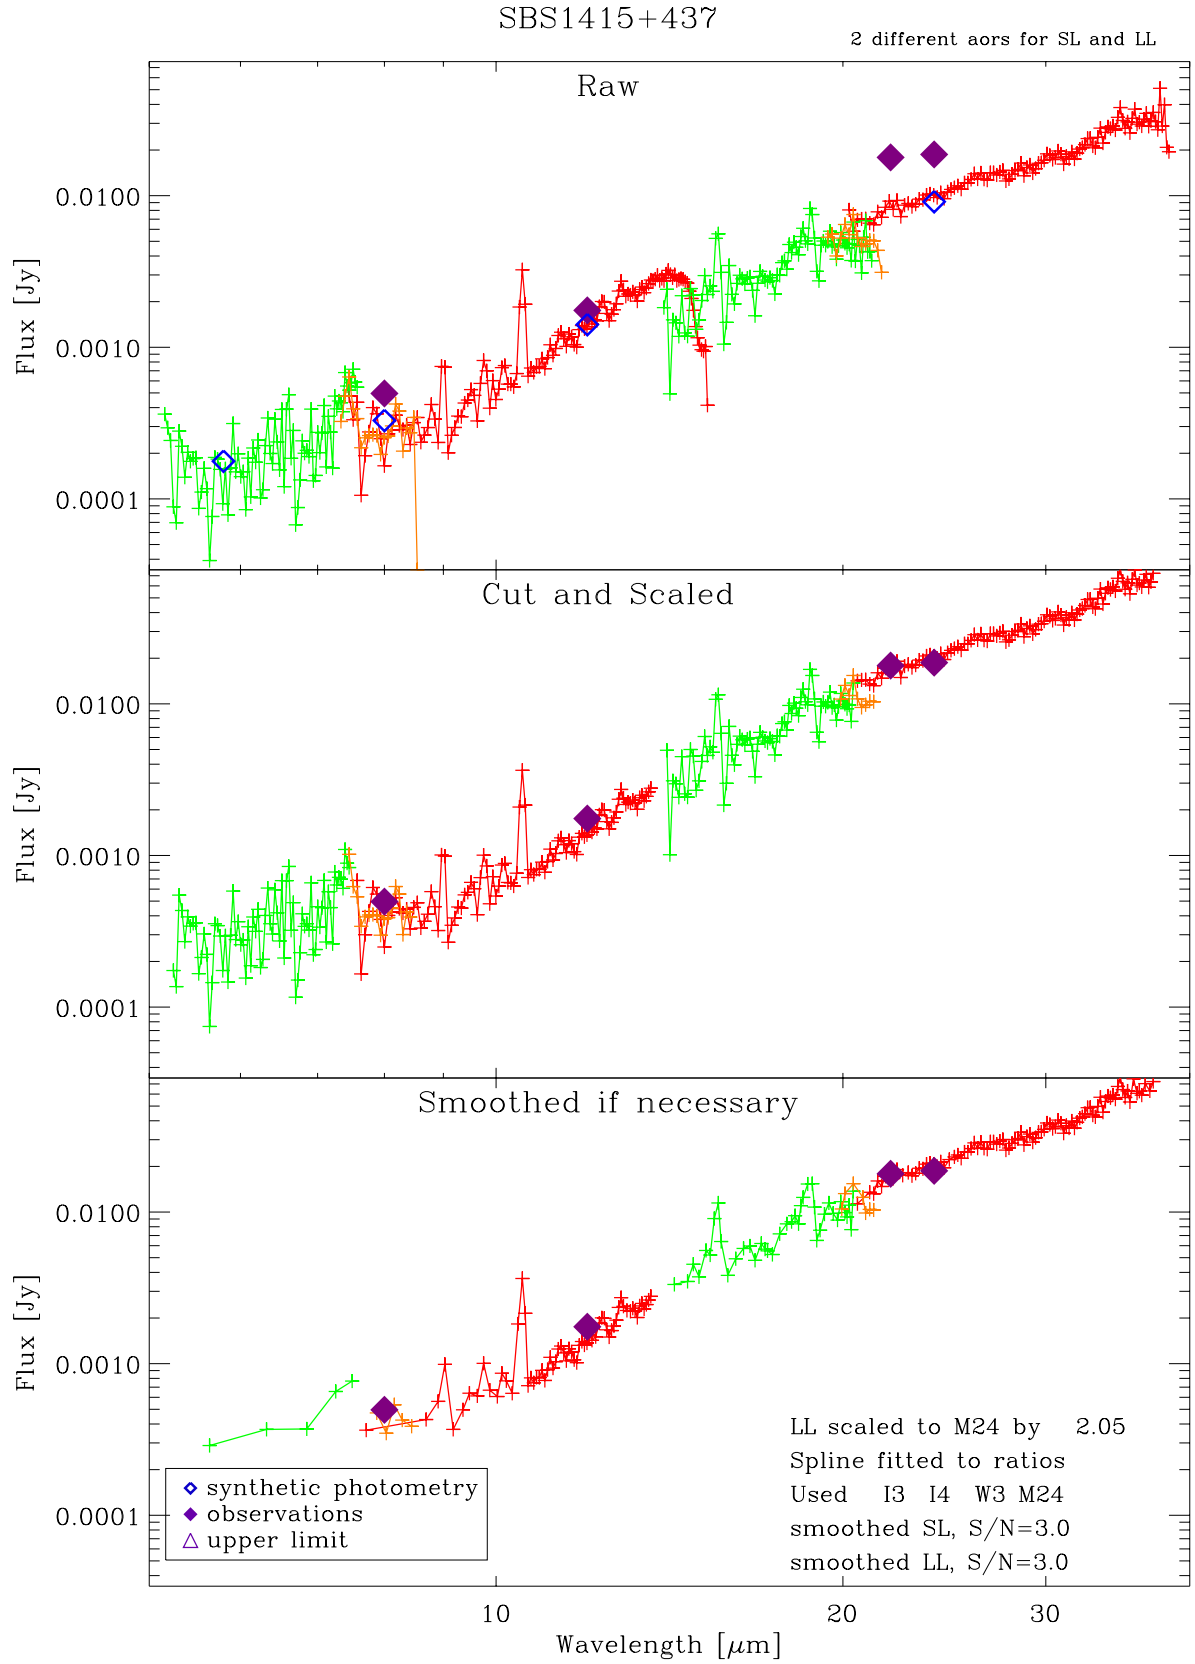 SBS1415+437
2 different aors for SL and LL
Raw
0.0100
0.0010
0.0001
Flux [Jy]
Cut and Scaled
0.0100
0.0010
0.0001
Flux [Jy]
Smoothed if necessary
0.0100
0.0010
0.0001
Flux [Jy]
LL scaled to M24 by 2.05
Spline fitted to ratios
Used I3 I4 W3 M24
smoothed SL, S/N=3.0
smoothed LL, S/N=3.0
synthetic photometry
observations
upper limit
10 20 30
Wavelength [μm]